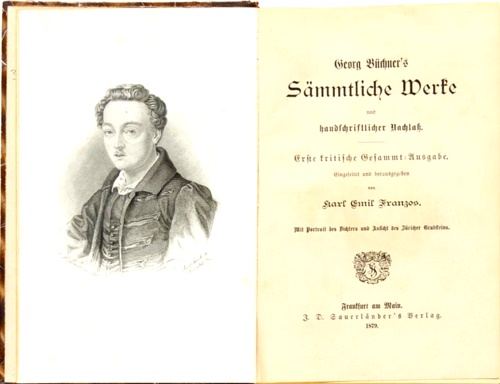 Georg Büchner's
Sämmtliche Werke
und
handschriftlicher Nachlaß.
Erste kritische Gesammt-Ausgabe.
Eingeleitet und herausgegeben
von
Karl Emil Franzos.
Mit Portrait des Dichters und Ansicht des Züricher Grabsteins.
Frankfurt am Main.
J. D. Sauerländer's Verlag.
1879.